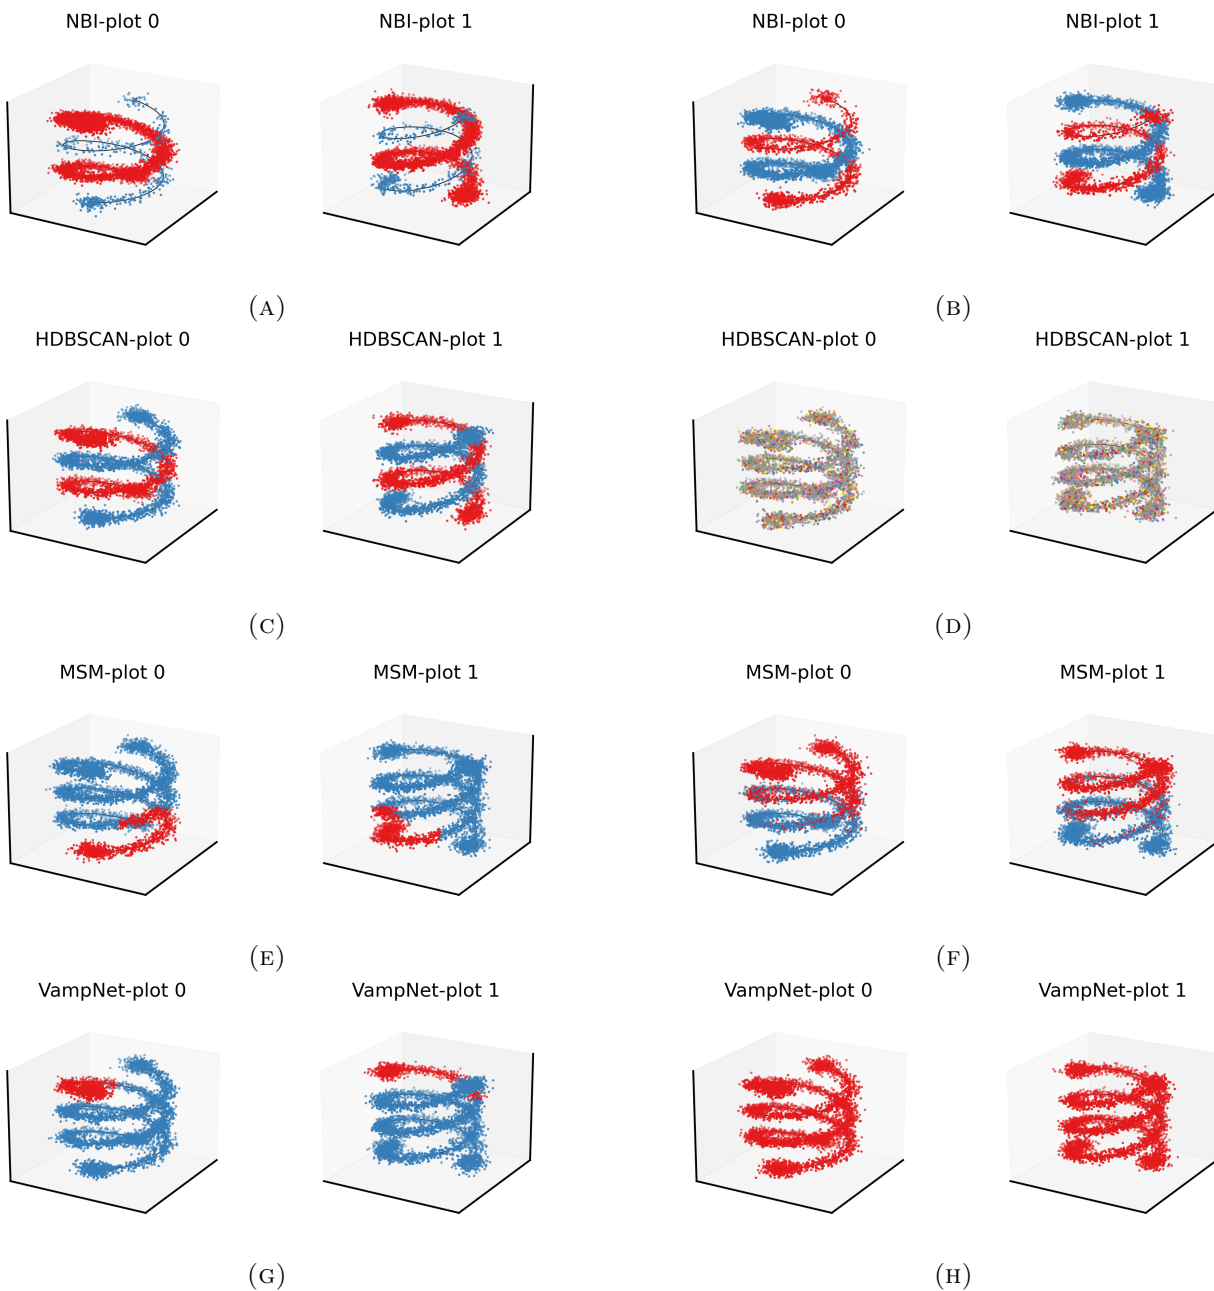 NBI-plot 0 NBI-plot 1 NBI-plot 0 NBI-plot 1
(A) (B)
HDBSCAN-plot 0 HDBSCAN-plot 1 HDBSCAN-plot 0 HDBSCAN-plot 1
(C) (D)
MSM-plot 0 MSM-plot 1 MSM-plot 0 MSM-plot 1
(E) (F)
VampNet-plot 0 VampNet-plot 1 VampNet-plot 0 VampNet-plot 1
(G) (H)